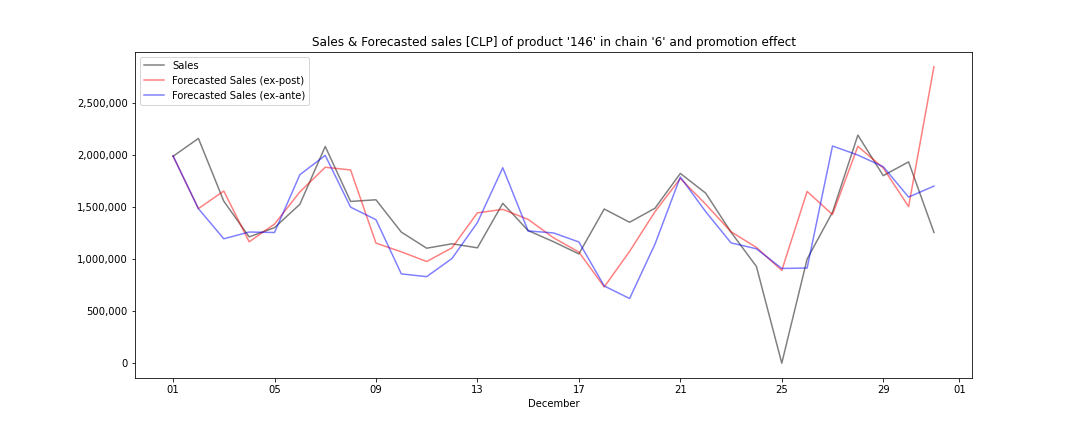 Sales & Forecasted sales [CLP] of product '146' in chain '6' and promotion effect
Sales
Forecasted Sales (ex-post)
Forecasted Sales (ex-ante)
2,500,000
2,000,000
1,500,000
1,000,000
500,000
0
01 05 09 13 17 21 25 29 01
December